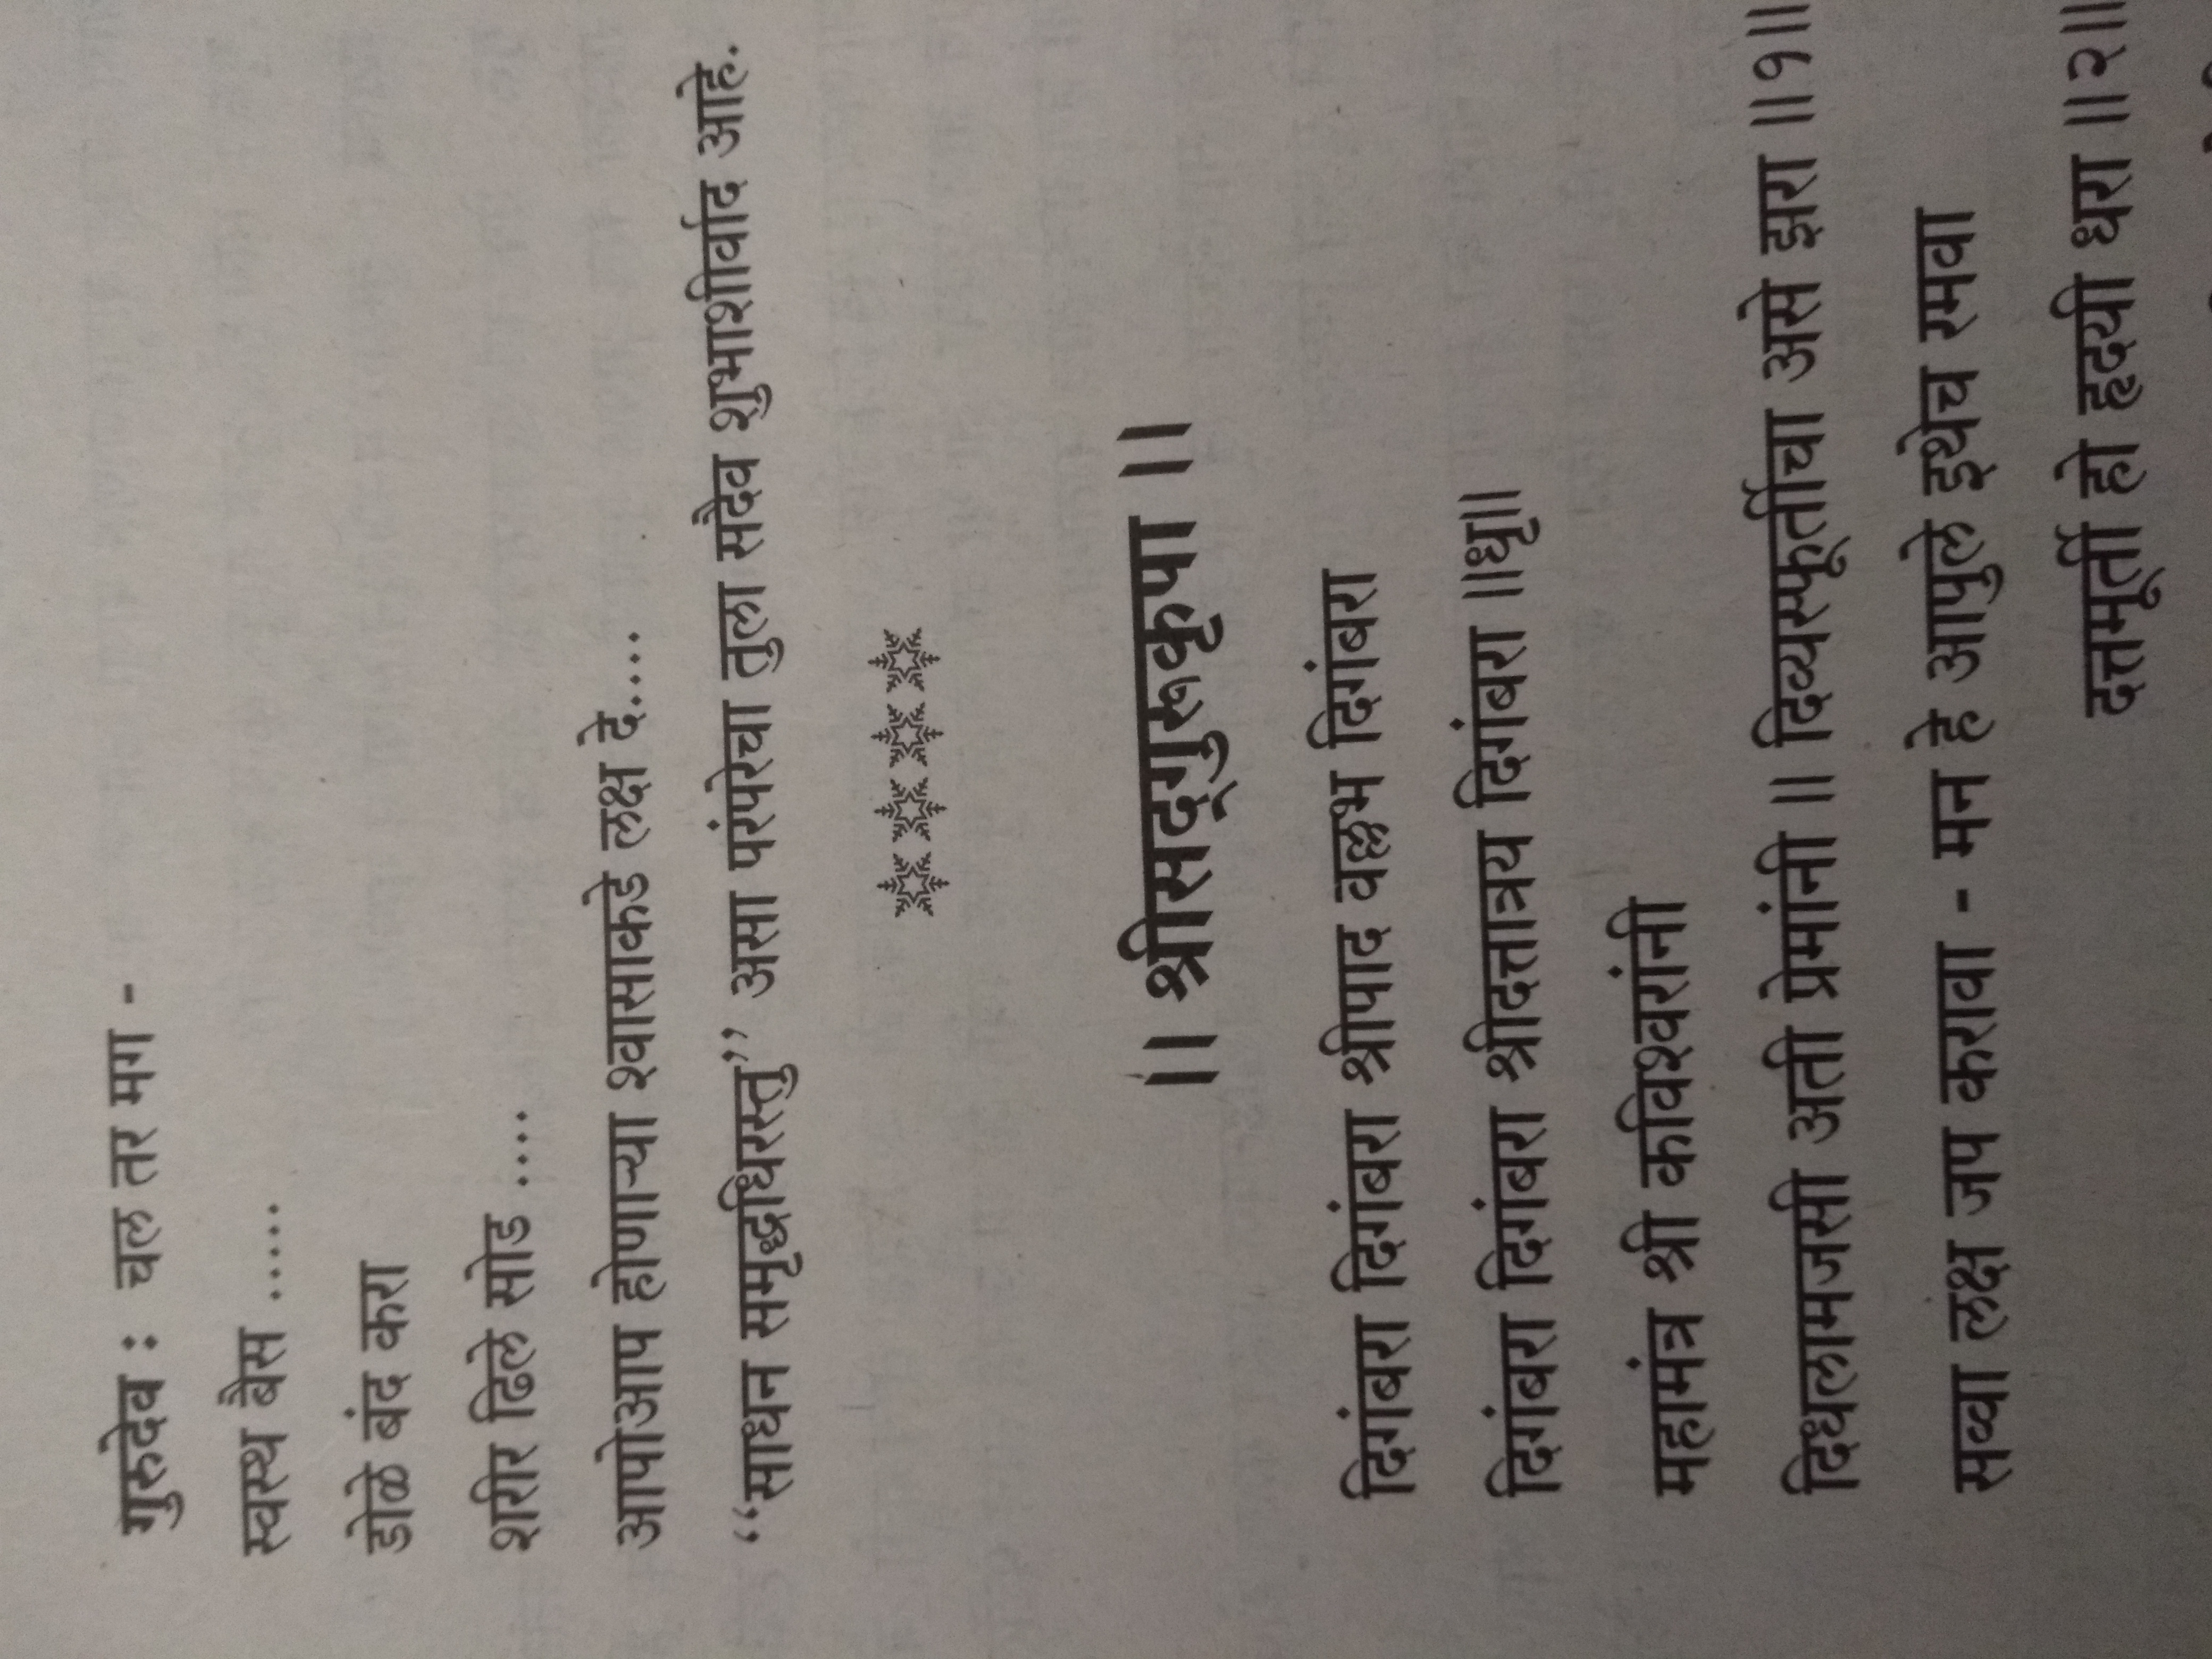 गुरुदेव : चल तर मग -
स्वस्थ बैस .....
डोळे बंद करा
शरीर ढिले सोड ....
आपोआप होणाऱ्या श्वासाकडे लक्ष दे....
“साधन समृद्धधिरस्तु” असा परंपरेचा तुला सदैव शुभाशीर्वाद आहे.
।। श्रीसद्‌गुरूकृपा ।।
दिगंबरा दिगंबरा श्रीपाद वल्लभ दिगंबरा
दिगंबरा दिगंबरा श्रीदत्तात्रय दिगंबरा ॥धृ॥
महामंत्र श्री कविश्वरांनी
दिधलामजसी अती प्रेमांनी ॥ दिव्यस्फूर्तीचा असे झरा ॥१॥
सव्वा लक्ष जप करावा - मन हे आपुले इथेच रमवा
दत्तमूर्ती हो हृदयी धरा ॥२॥